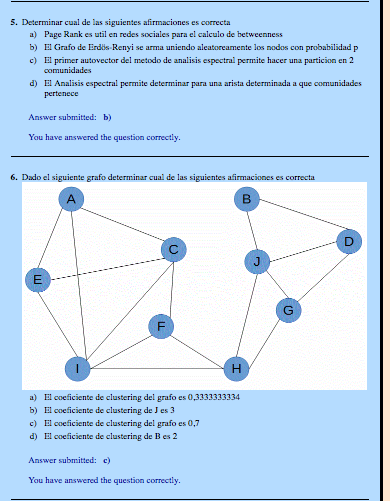 5. Determinar cual de las siguientes afirmaciones es correcta
a) Page Rank es util en redes sociales para el calculo de betweenness
b) El Grafo de Erdös-Renyi se arma uniendo aleatoreamente los nodos con probabilidad p
c) El primer autovector del metodo de analisis espectral permite hacer una particion en 2
comunidades
d) El Analisis espectral permite determinar para una arista determinada a que comunidades
pertenece
Answer submitted: b)
You have answered the question correctly.
6. Dado el siguiente grafo determinar cual de las siguientes afirmaciones es correcta
A
B
D
C
J
E
G
F
I
H
a) El coeficiente de clustering del grafo es 0,3333333334
b) El coeficiente de clustering de J es 3
c) El coeficiente de clustering del grafo es 0,7
d) El coeficiente de clustering de B es 2
Answer submitted: c)
You have answered the question correctly.